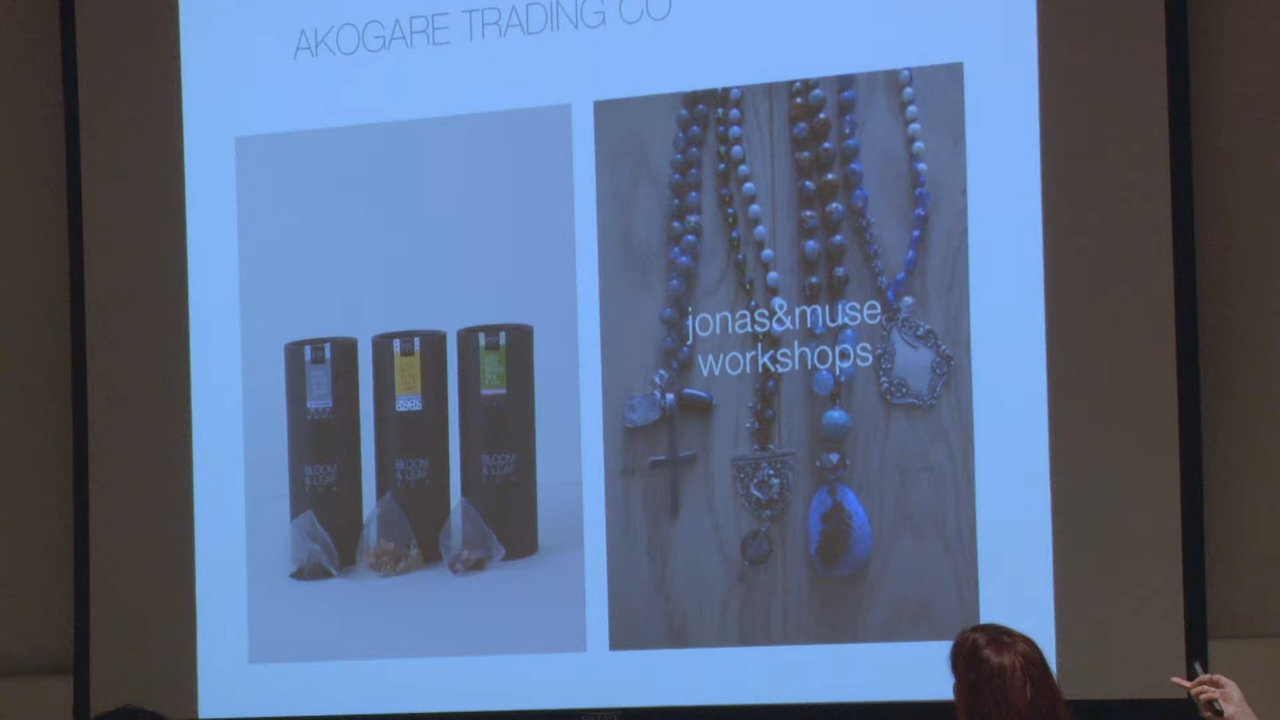 AKOGARE TRADING CO
BLOOM
& LEAF
BLOOM
& LEAF
BLOOM
& LEAF
jonas&muse
workshops